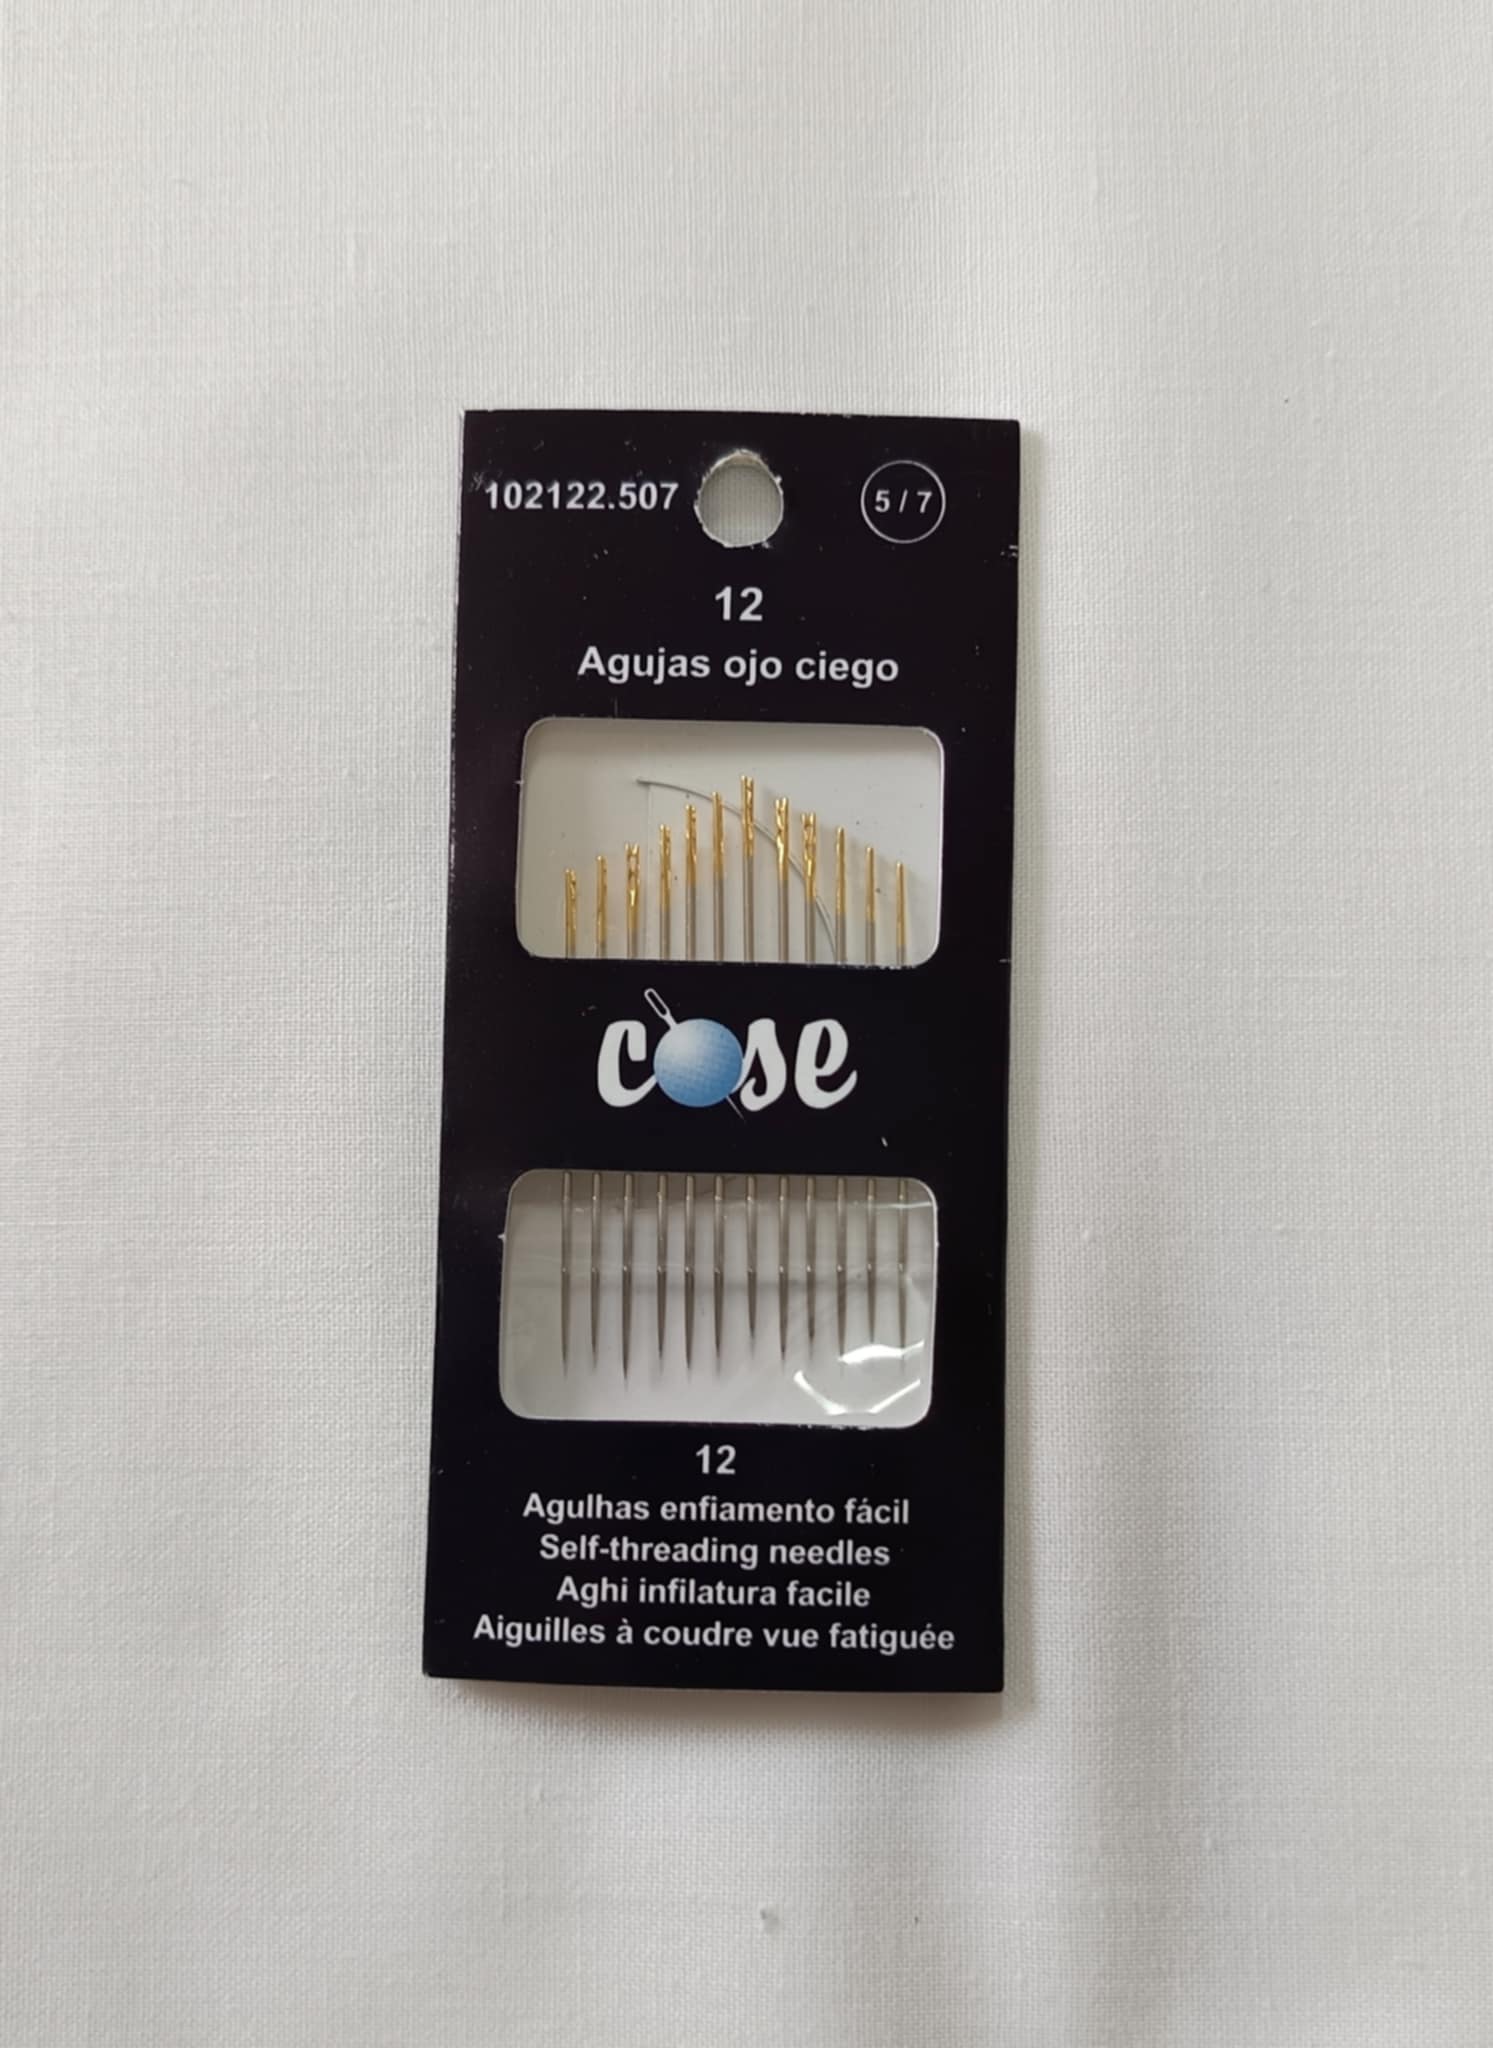 102122.507
5 / 7
12
Agujas ojo ciego
cose
12
Agulhas enfiamento fácil
Self-threading needles
Aghi infilatura facile
Aiguilles à coudre vue fatiguée